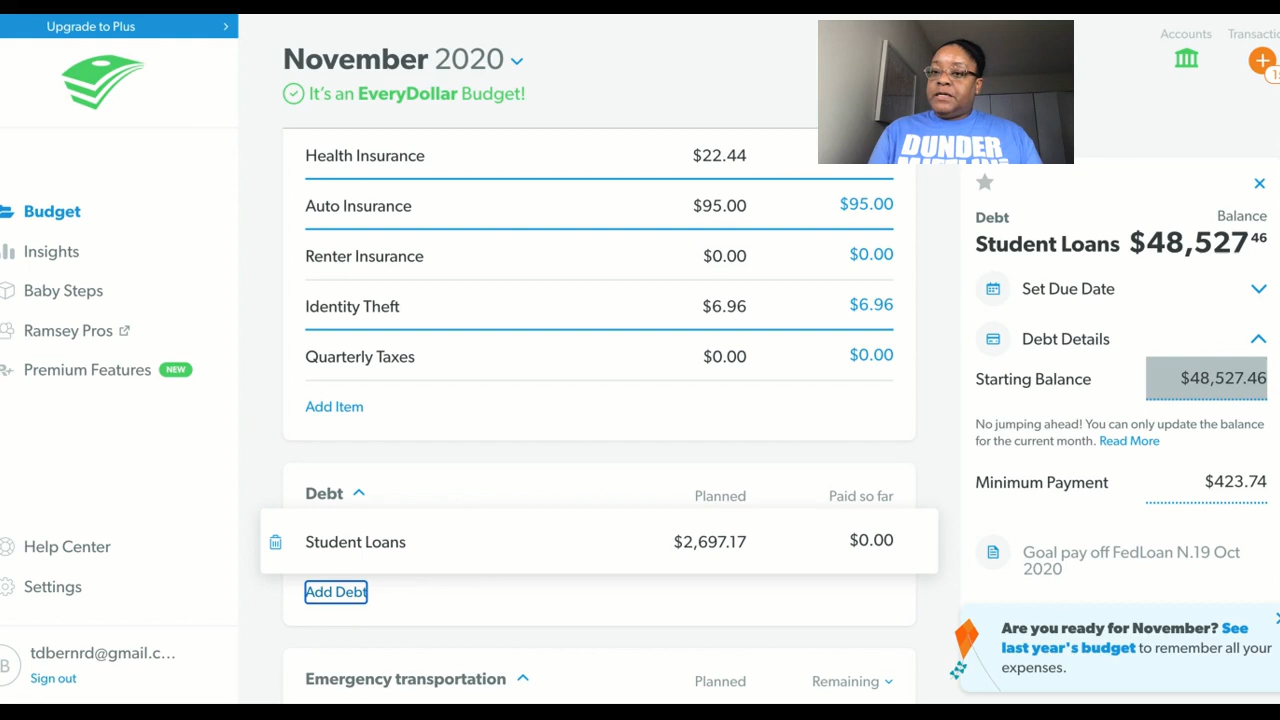 Upgrade to Plus
November 2020
It's an EveryDollar Budget!
Accounts
DUNDER
Budget
Insights
Baby Steps
Ramsey Pros
Premium Features NEW
Help Center
Settings
B
tdbernrd@gmail.c...
Sign out
Health Insurance $22.44
Auto Insurance $95.00 $95.00
Renter Insurance $0.00 $0.00
Identity Theft $6.96 $6.96
Quarterly Taxes $0.00 $0.00
Add Item
Debt Planned Paid so far
Student Loans $2,697.17 $0.00
Add Debt
Emergency transportation Planned Remaining
Debt Balance
Student Loans $48,527 46
Set Due Date
Debt Details
Starting Balance $48,527.46
No jumping ahead! You can only update the balance
for the current month. Read More
Minimum Payment $423.74
Goal pay off FedLoan N.19 Oct
2020
Are you ready for November? See
last year's budget to remember all your
expenses.